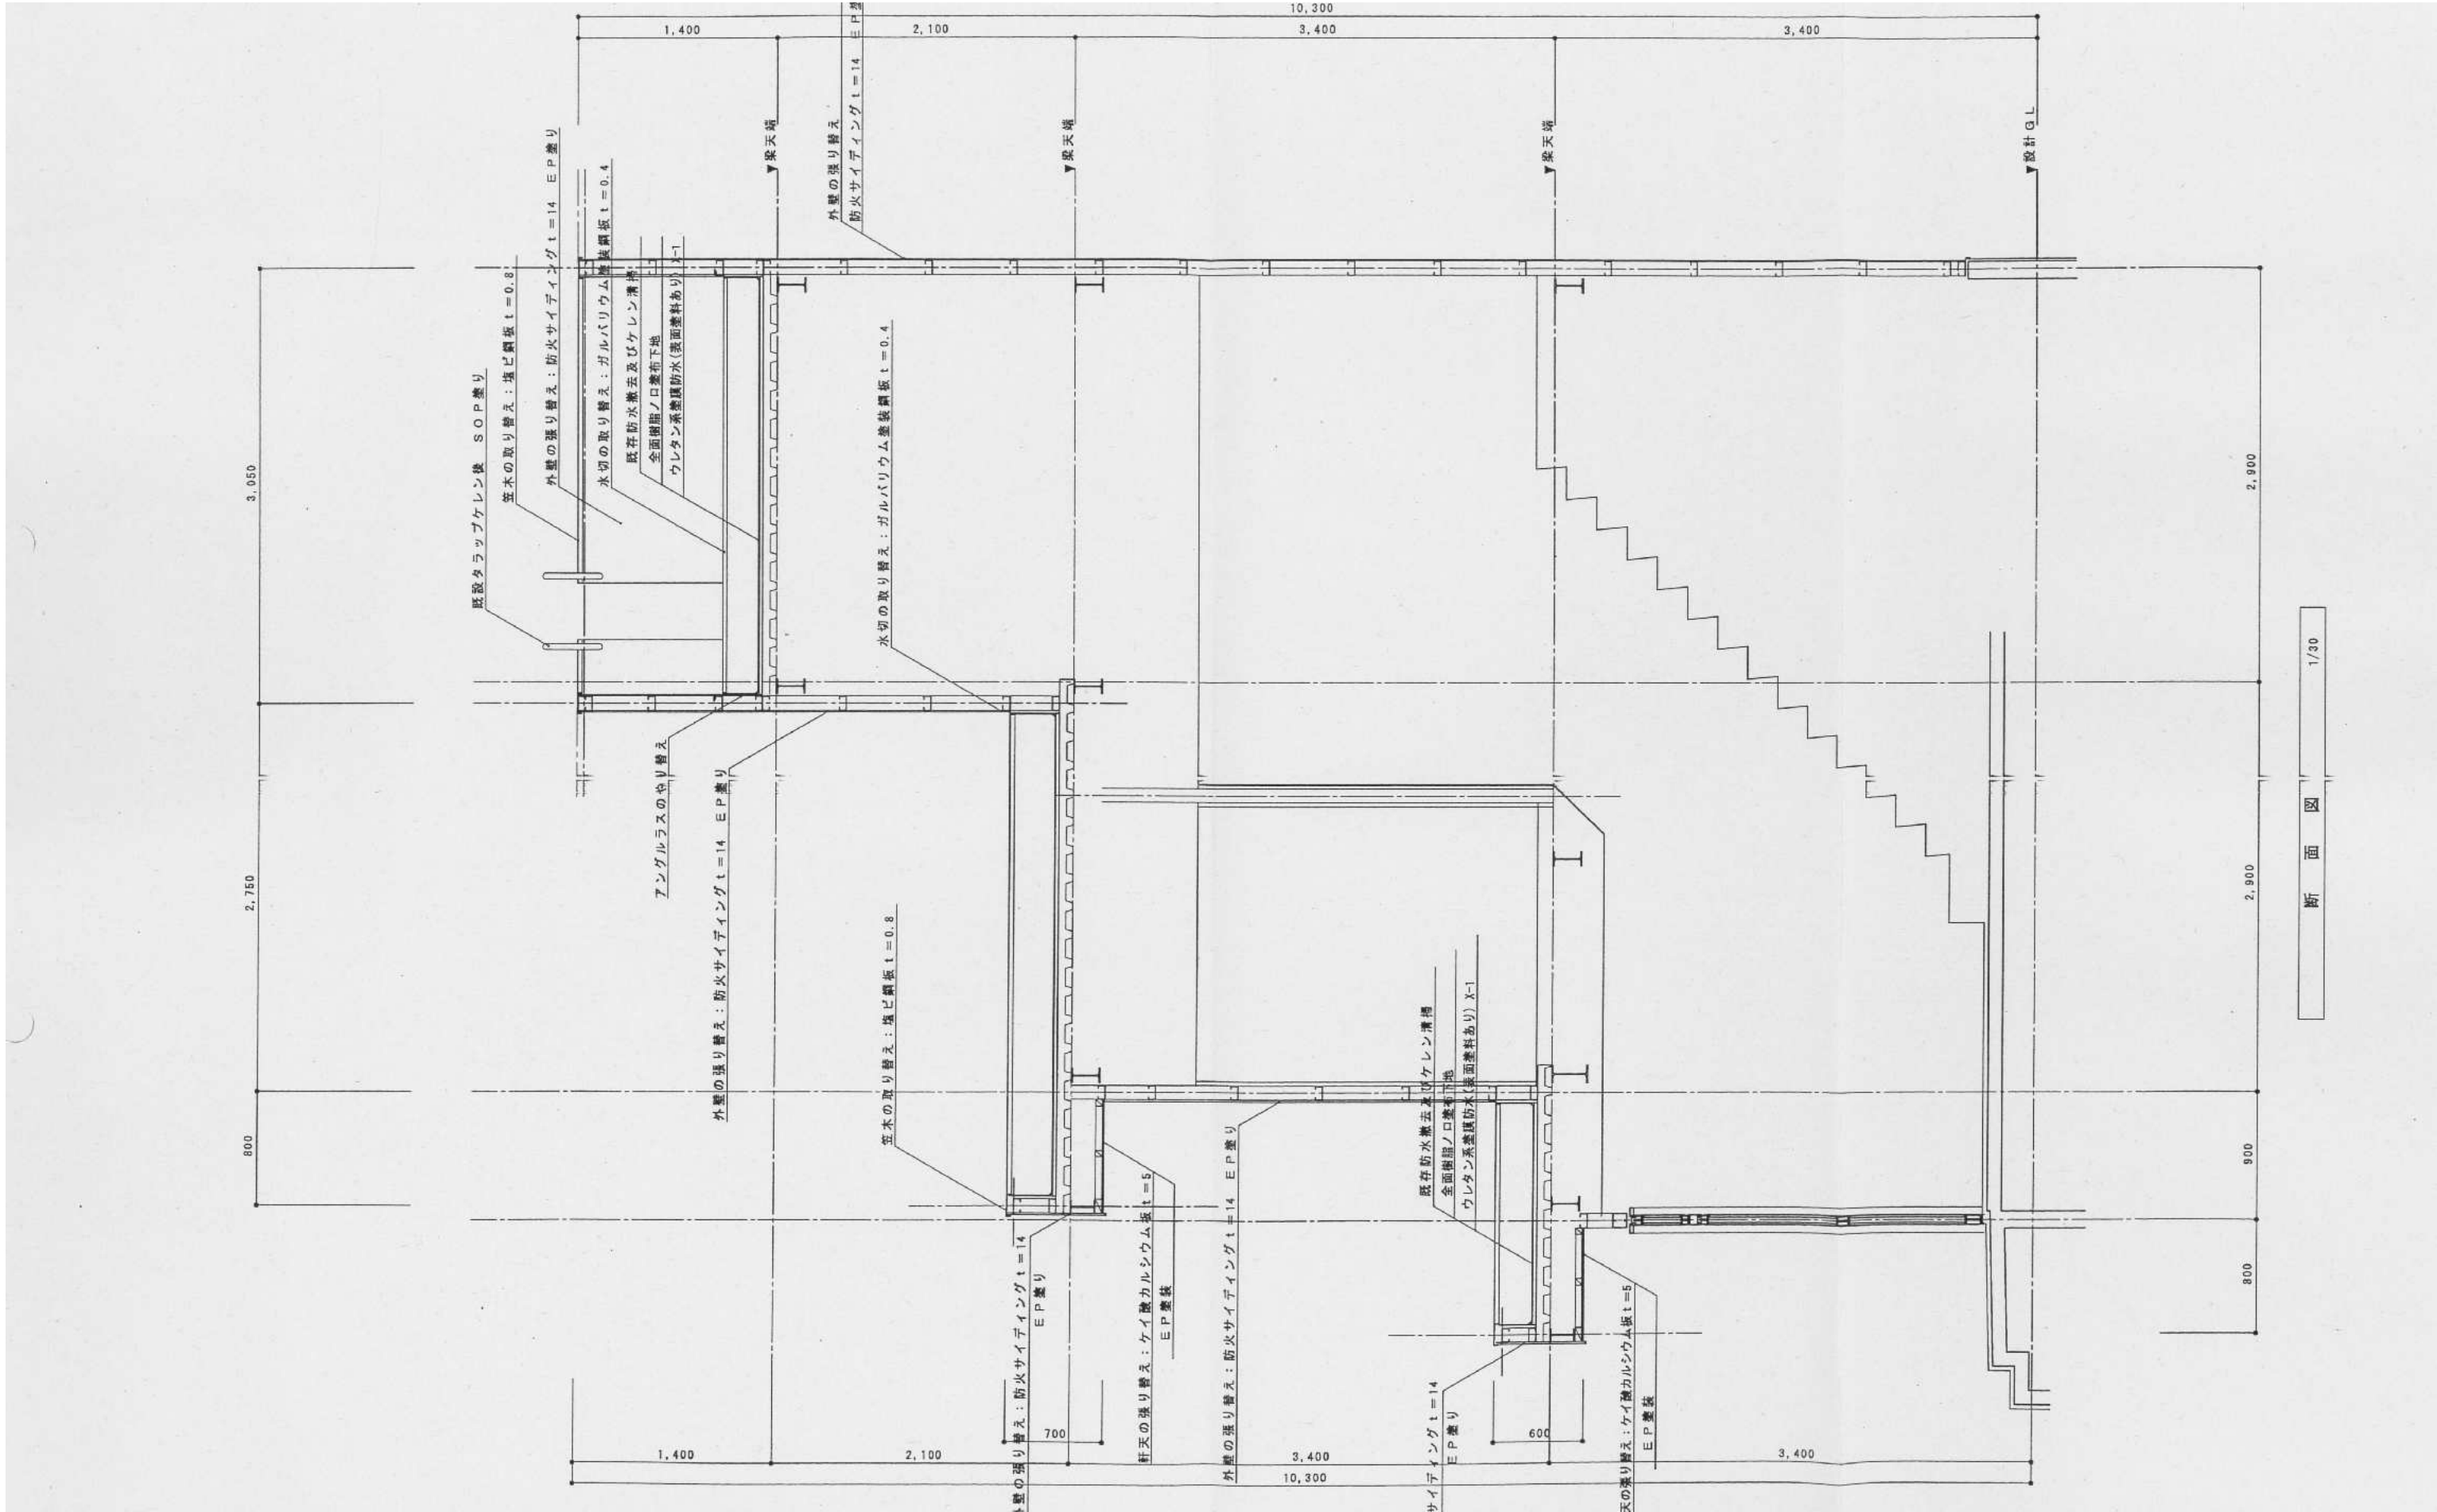 10,300
1,400
2,100
3,400
3,400
▼梁天端
▼梁天端
▼梁天端
▼設計GL
外壁の張り替え
防火サイディングt=14 EP塗
既設タラップケレン後 SOP塗り
笠木の取り替え:塩ビ鋼板t=0.8
外壁の張り替え:防火サイディングt=14 EP塗り
水切の取り替え:ガルバリウム塗装鋼板t=0.4
既存防水撤去及びケレン清掃
全面樹脂ノロ塗布下地
ウレタン系塗膜防水(表面塗料あり)X-1
水切の取り替え:ガルバリウム塗装鋼板t=0.4
3,050
2,750
800
アングルラスのやり替え
外壁の張り替え:防火サイディングt=14 EP塗り
笠木の取り替え:塩ビ鋼板t=0.8
外壁の張り替え:防火サイディングt=14
EP塗り
軒天の張り替え:ケイ酸カルシウム板t=5
EP塗装
外壁の張り替え:防火サイディングt=14 EP塗り
既存防水撤去及びケレン清掃
全面樹脂ノロ塗布下地
ウレタン系塗膜防水(表面塗料あり)X-1
サイディングt=14
EP塗り
天の張り替え:ケイ酸カルシウム板t=5
EP塗装
2,900
2,900
900
800
700
600
1,400
2,100
3,400
3,400
10,300
断面図 1/30